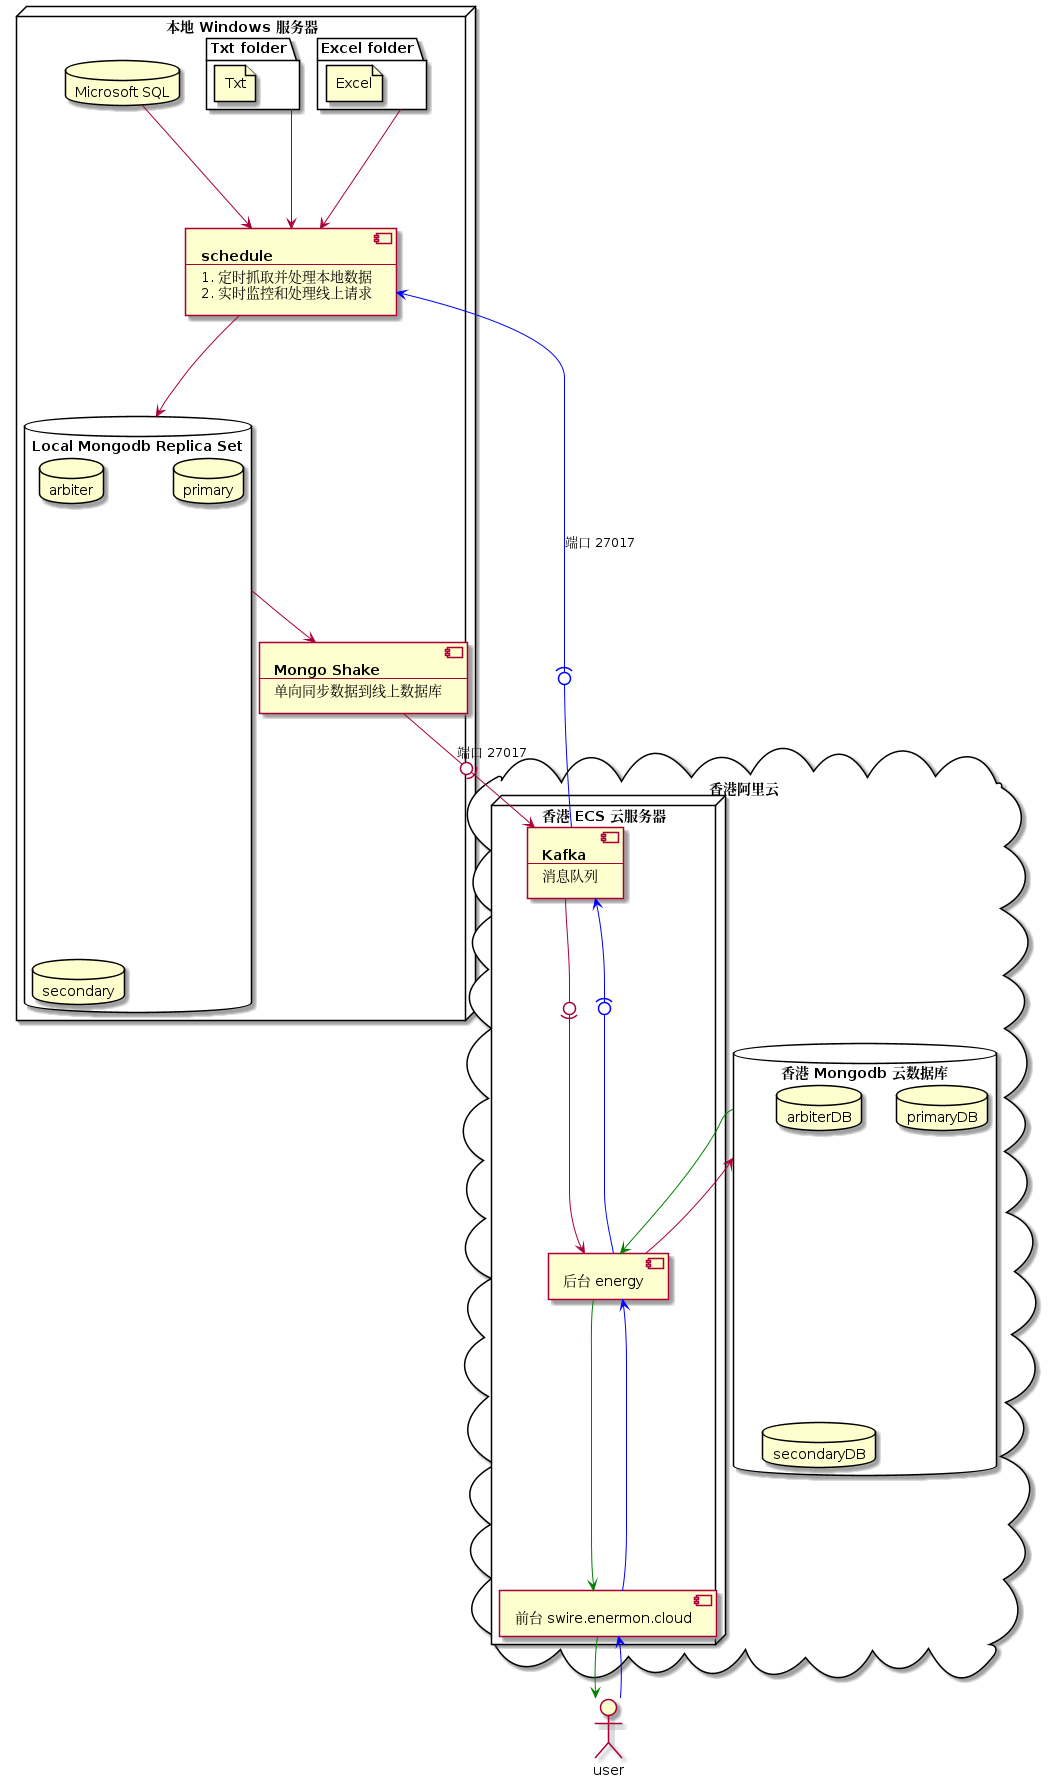 本地 Windows 服务器
Txt folder
Excel folder
Txt
Excel
Microsoft SQL
schedule
1. 定时抓取并处理本地数据
2. 实时监控和处理线上请求
Local Mongodb Replica Set
arbiter
primary
端口 27017
Mongo Shake
单向同步数据到线上数据库
端口 27017
香港阿里云
香港 ECS 云服务器
Kafka
消息队列
secondary
香港 Mongodb 云数据库
arbiterDB
primaryDB
后台 energy
secondaryDB
前台 swire.enermon.cloud
user